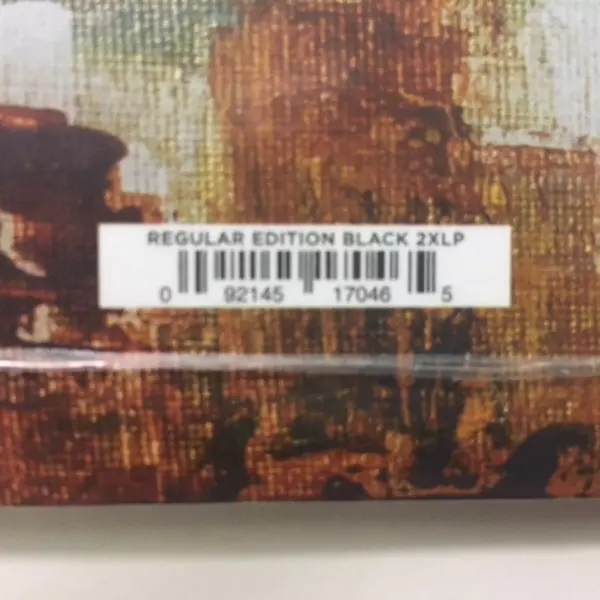 REGULAR EDITION BLACK 2XLP
0 92145 17046 5